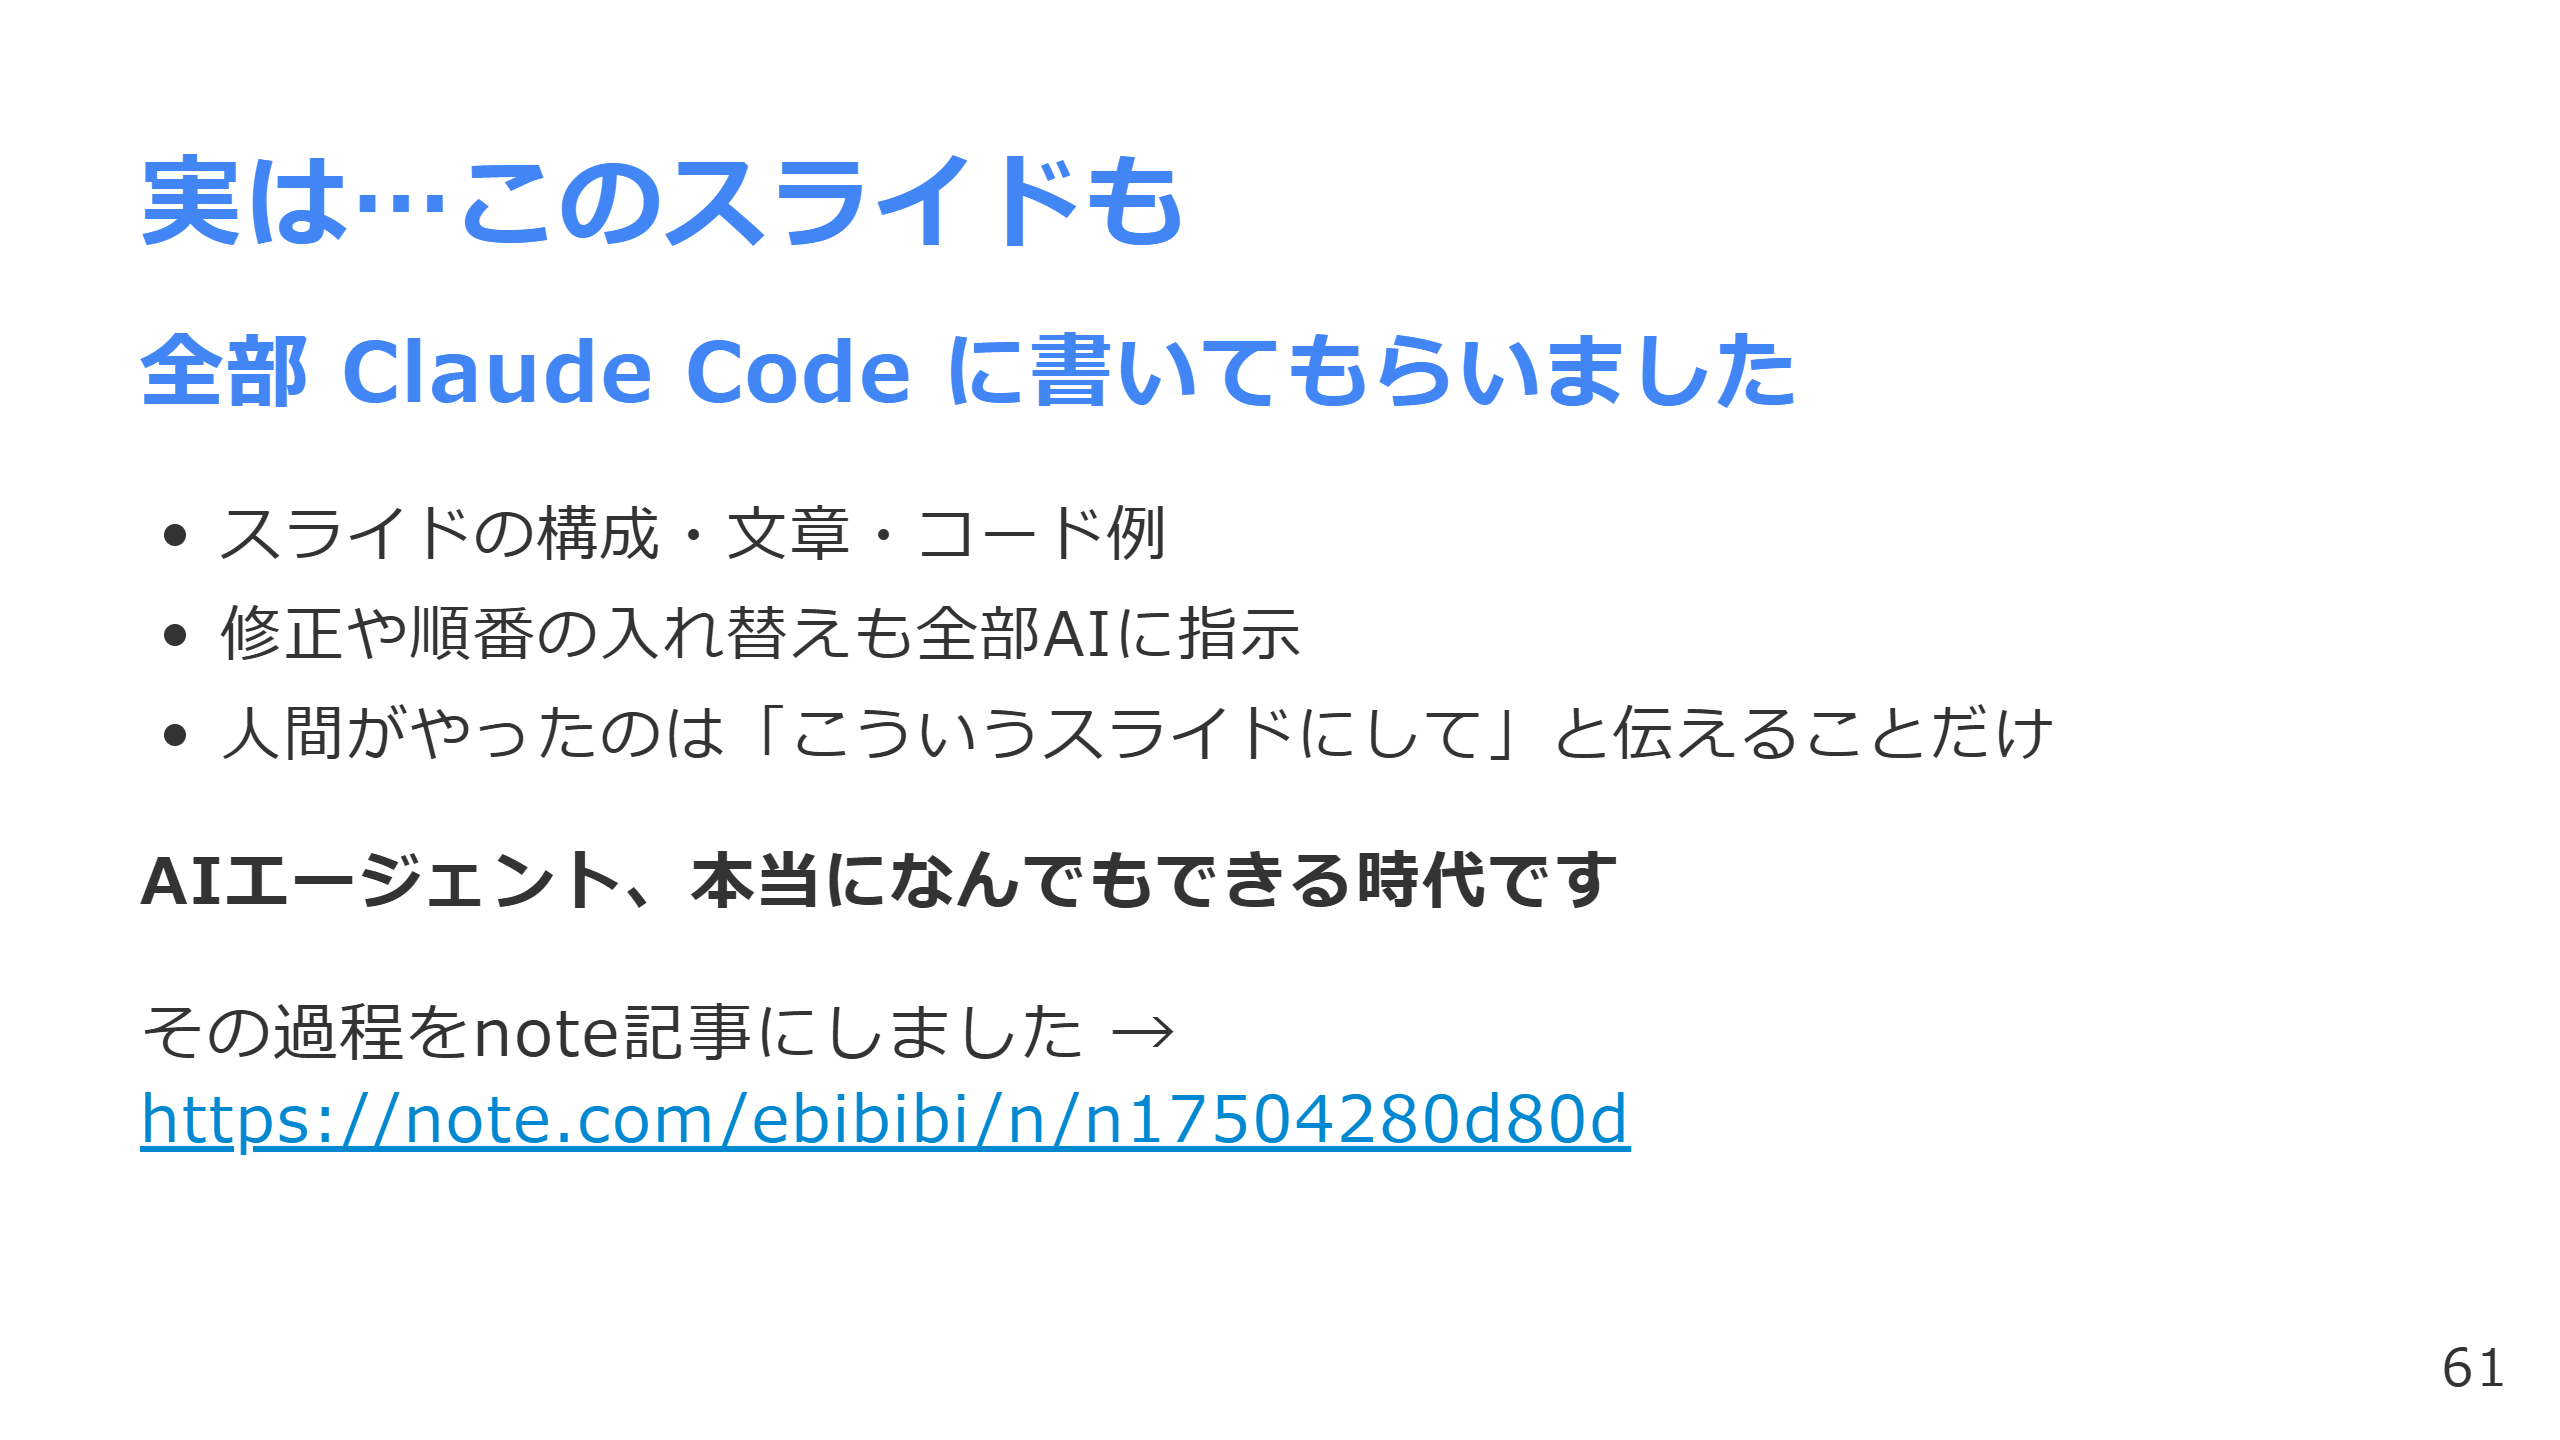 実は…このスライドも
全部 Claude Code に書いてもらいました
• スライドの構成・文章・コード例
• 修正や順番の入れ替えも全部AIに指示
• 人間がやったのは「こういうスライドにして」と伝えることだけ
AIエージェント、本当になんでもできる時代です
その過程をnote記事にしました →
https://note.com/ebibibi/n/n17504280d80d
61